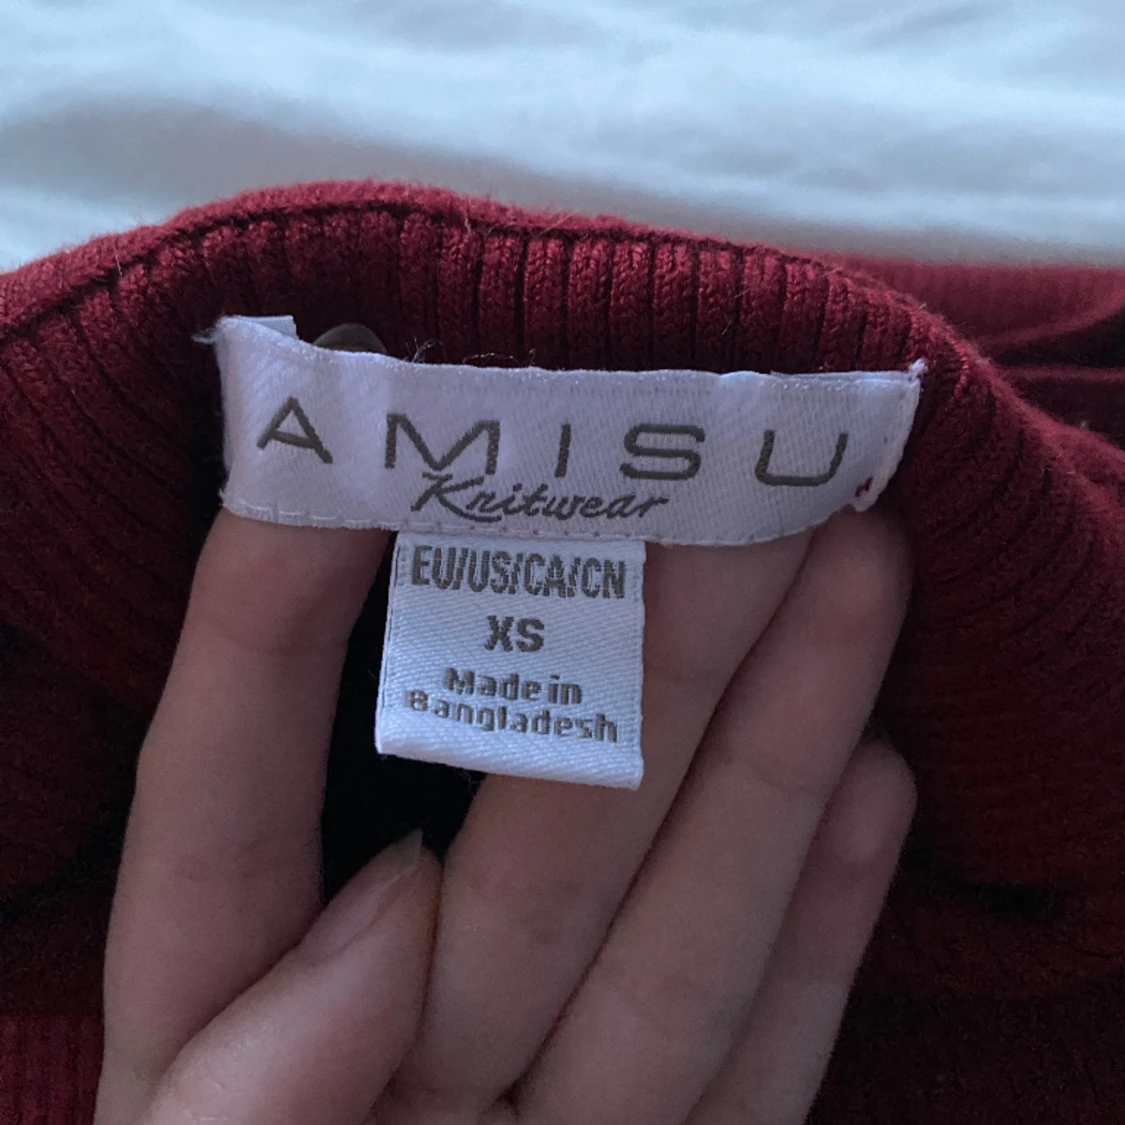 AMISU
Knitwear
EU/US/CA/CN
XS
Made in
Bangladesh